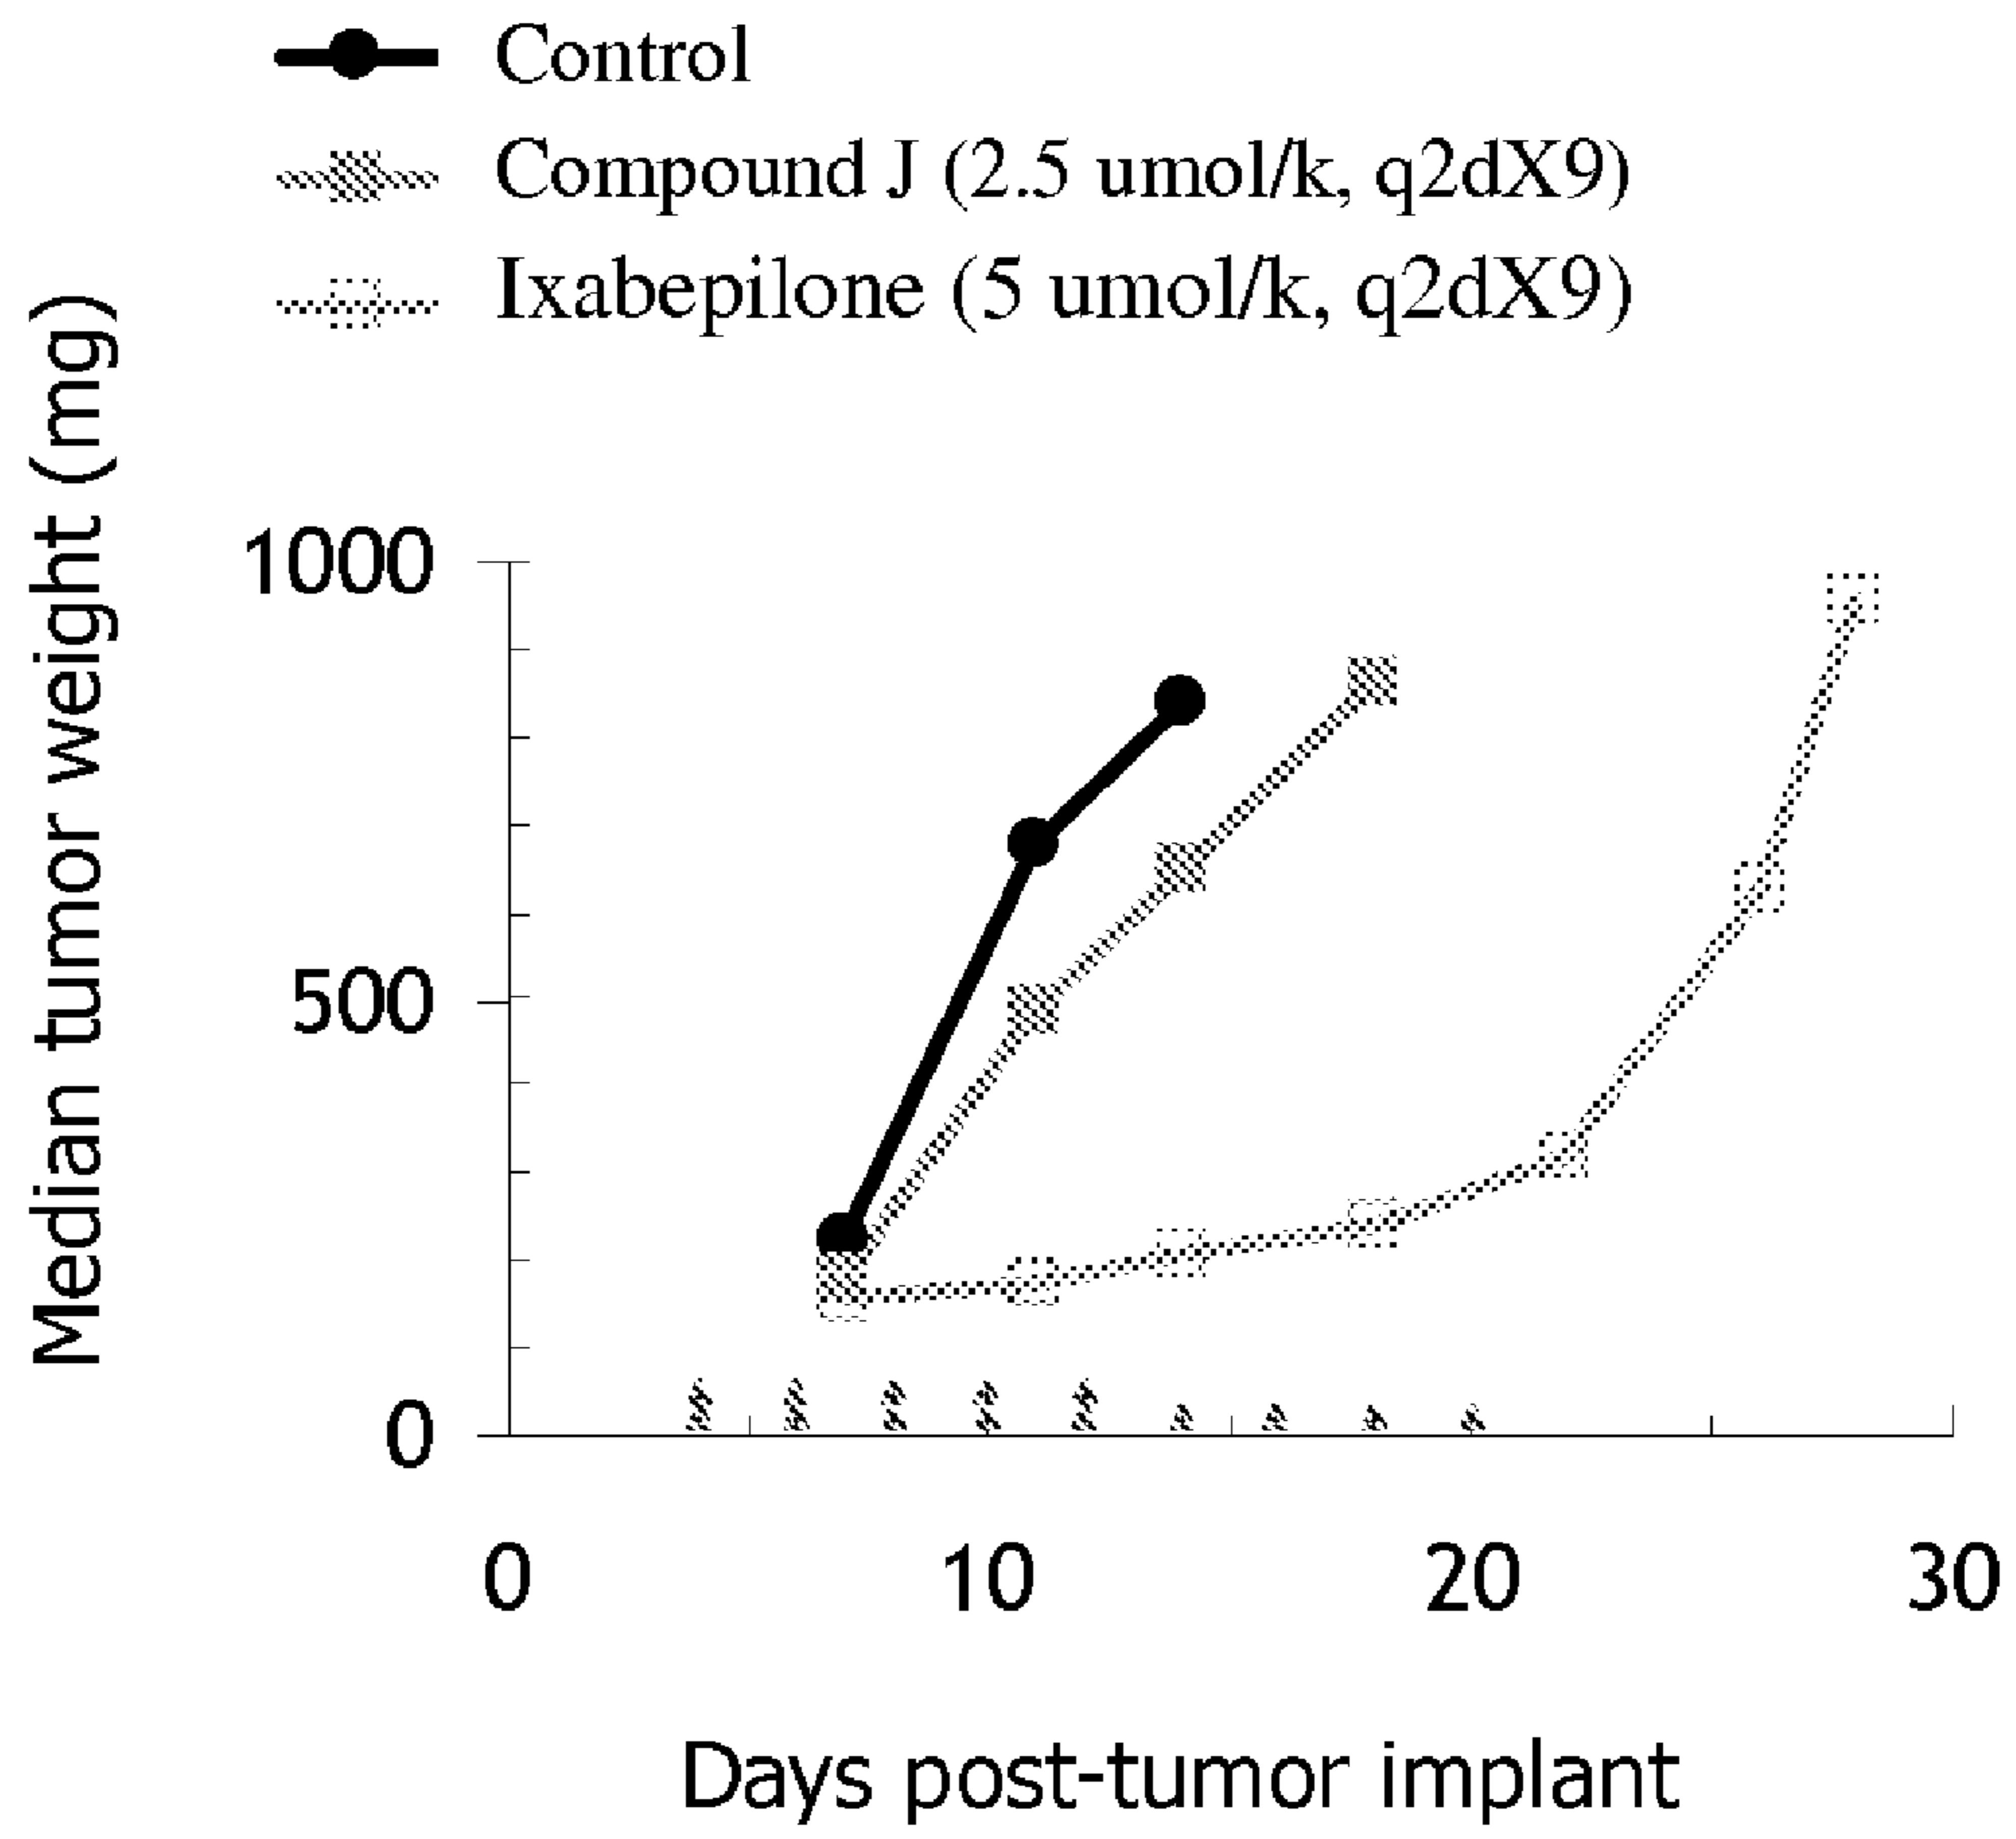 Control
Compound J (2.5 umol/k, q2dX9)
Ixabepilone (5 umol/k, q2dX9)
Median tumor weight (mg)
1000
500
0
0 10 20 30
Days post-tumor implant